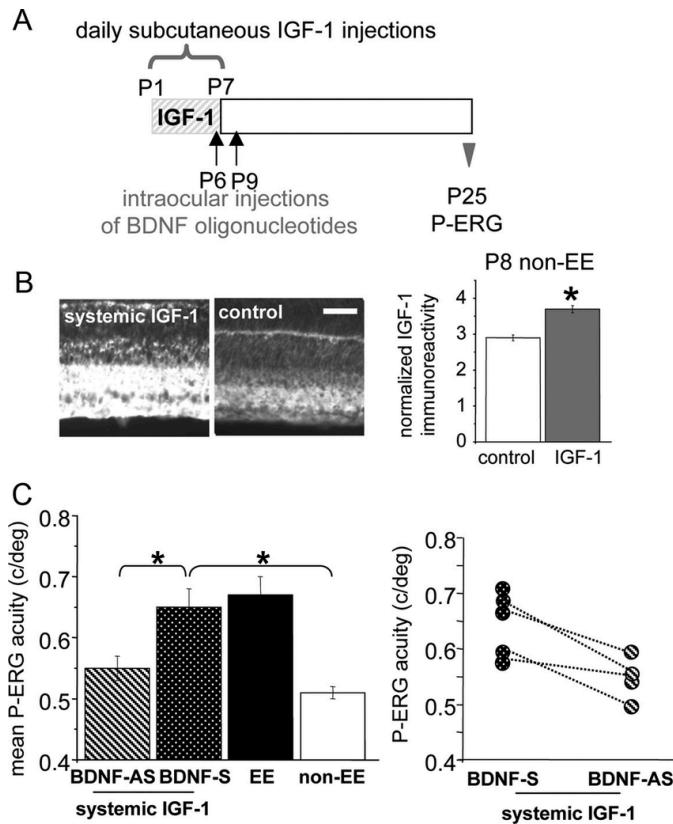 A
daily subcutaneous IGF-1 injections
P1 P7
IGF-1
P6 P9
intraocular injections
of BDNF oligonucleotides
P25
P-ERG
B
systemic IGF-1
control
P8 non-EE
*
normalized IGF-1
immunoreactivity
4
3
2
1
0
control IGF-1
C
mean P-ERG acuity (c/deg)
0.8
0.7
0.6
0.5
0.4
* *
BDNF-AS BDNF-S EE non-EE
systemic IGF-1
P-ERG acuity (c/deg)
0.8
0.7
0.6
0.5
0.4
BDNF-S BDNF-AS
systemic IGF-1